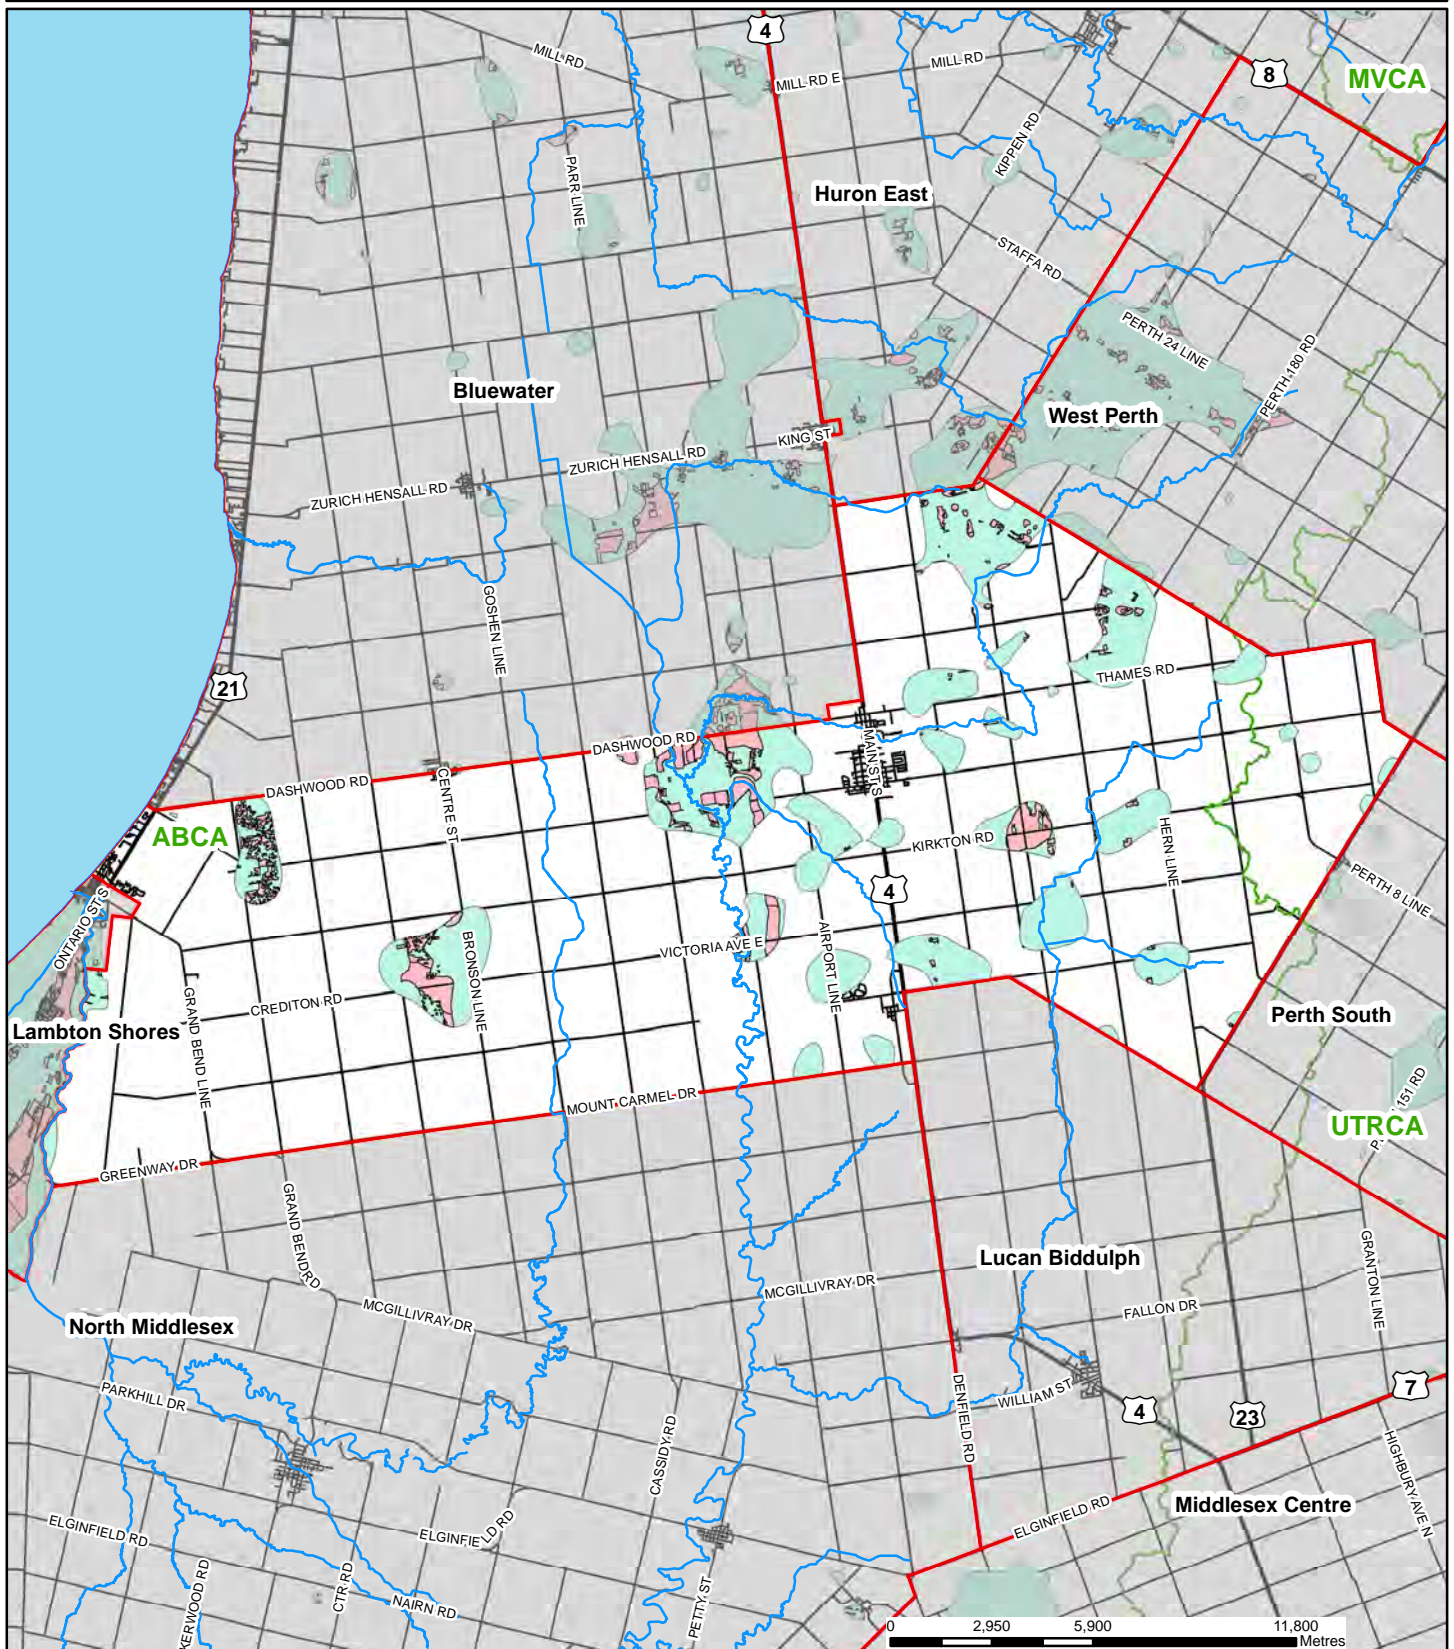 4
MILL RD
MILL RD E
MILL RD
8
MVCA
KIPPEN RD
PARR LINE
Huron East
STAFFA RD
PERTH 24 LINE
PERTH 180 RD
Bluewater
West Perth
KING ST
ZURICH HENSALL RD
ZURICH HENSALL RD
GOSHEN LINE
THAMES RD
21
DASHWOOD RD
MAIN ST S
DASHWOOD RD
CENTRE ST
ABCA
KIRKTON RD
HERN LINE
4
PERTH 8 LINE
ONTARIO ST S
BRONSON LINE
VICTORIA AVE E
AIRPORT LINE
CREDITON RD
GRAND BEND LINE
Lambton Shores
Perth South
MOUNT CARMEL DR
151 RD
UTRCA
GREENWAY DR
GRAND BEND RD
GRANTON LINE
Lucan Biddulph
MCGILLIVRAY DR
MCGILLIVRAY DR
FALLON DR
North Middlesex
DENFIELD RD
PARKHILL DR
WILLIAM ST
7
4
23
CASSIDY RD
HIGHBURY AVE N
Middlesex Centre
ELGINFIELD RD
ELGINFIELD RD
ELGINFIELD RD
KERWOOD RD
CTR RD
NAIRN RD
PETTY ST
0 2,950 5,900 11,800
Metres